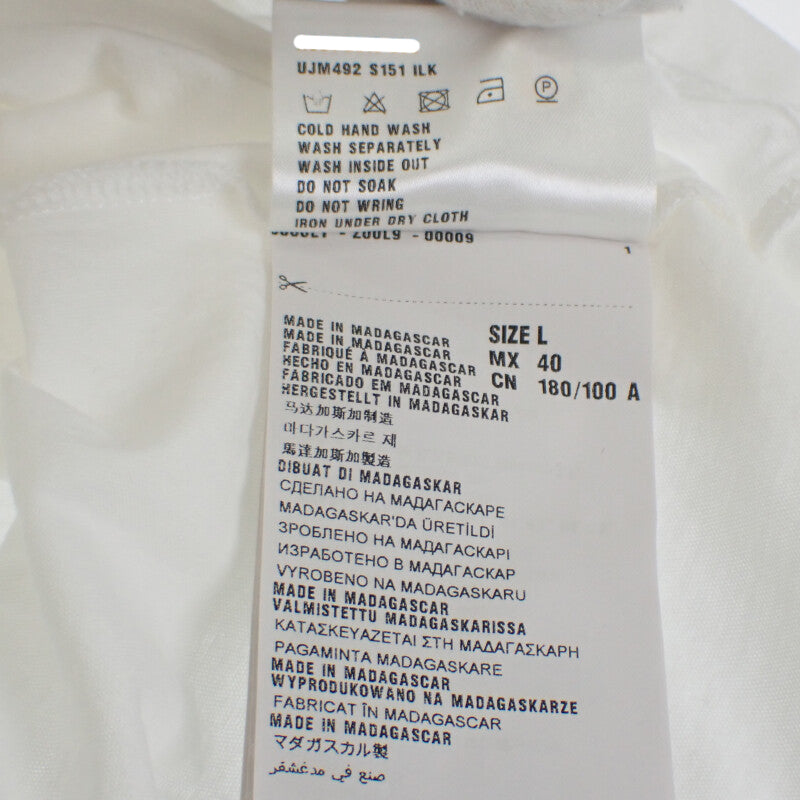 UJM492 S151 ILK
P
COLD HAND WASH
WASH SEPARATELY
WASH INSIDE OUT
DO NOT SOAK
DO NOT WRING
IRON UNDER DRY CLOTH
- 00009
1
MADE IN MADAGASCAR
MADE IN MADAGASCAR
FABRIQUÉ À MADAGASCAR
HECHO EN MADAGASCAR
FABRICADO EM MADAGASCAR
HERGESTELLT IN MADAGASKAR
马达加斯加制造
마다가스카르 제
馬達加斯加製造
DIBUAT DI MADAGASKAR
СДЕЛАНО НА МАДАГАСКАРЕ
MADAGASKAR'DA ÜRETİLDİ
ЗРОБЛЕНО НА МАДАГАСКАРІ
ИЗРАБОТЕНО В МАДАГАСКАР
VYROBENO NA MADAGASKARU
MADE IN MADAGASCAR
VALMISTETTU MADAGASKARISSA
ΚΑΤΑΣΚΕΥΑΖΕΤΑΙ ΣΤΗ ΜΑΔΑΓΑΣΚΑΡΗ
PAGAMINTA MADAGASKARE
MADE IN MADAGASCAR
WYPRODUKOWANO NA MADAGASKARZE
FABRICAT ÎN MADAGASCAR
MADE IN MADAGASCAR
マダガスカル製
صنع في مدغشقر
SIZE L
MX 40
CN 180/100 A